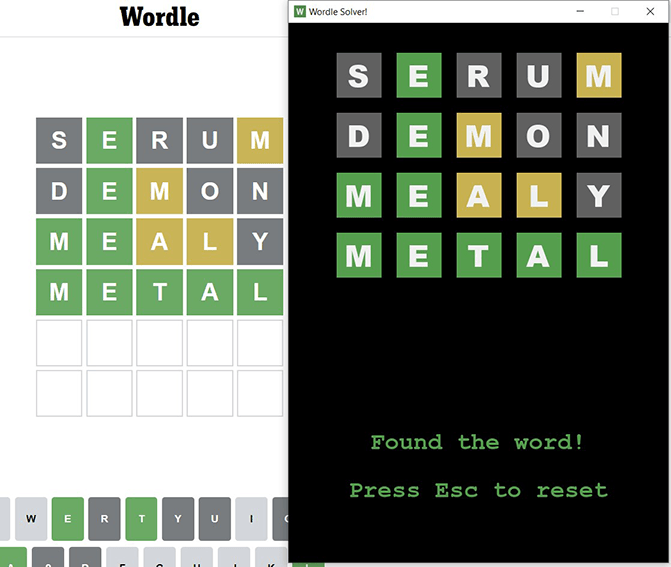 Wordle
S E R U M
D E M O N
M E A L Y
M E T A L
W E R T Y U I
W Wordle Solver!
S E R U M
D E M O N
M E A L Y
M E T A L
Found the word!
Press Esc to reset